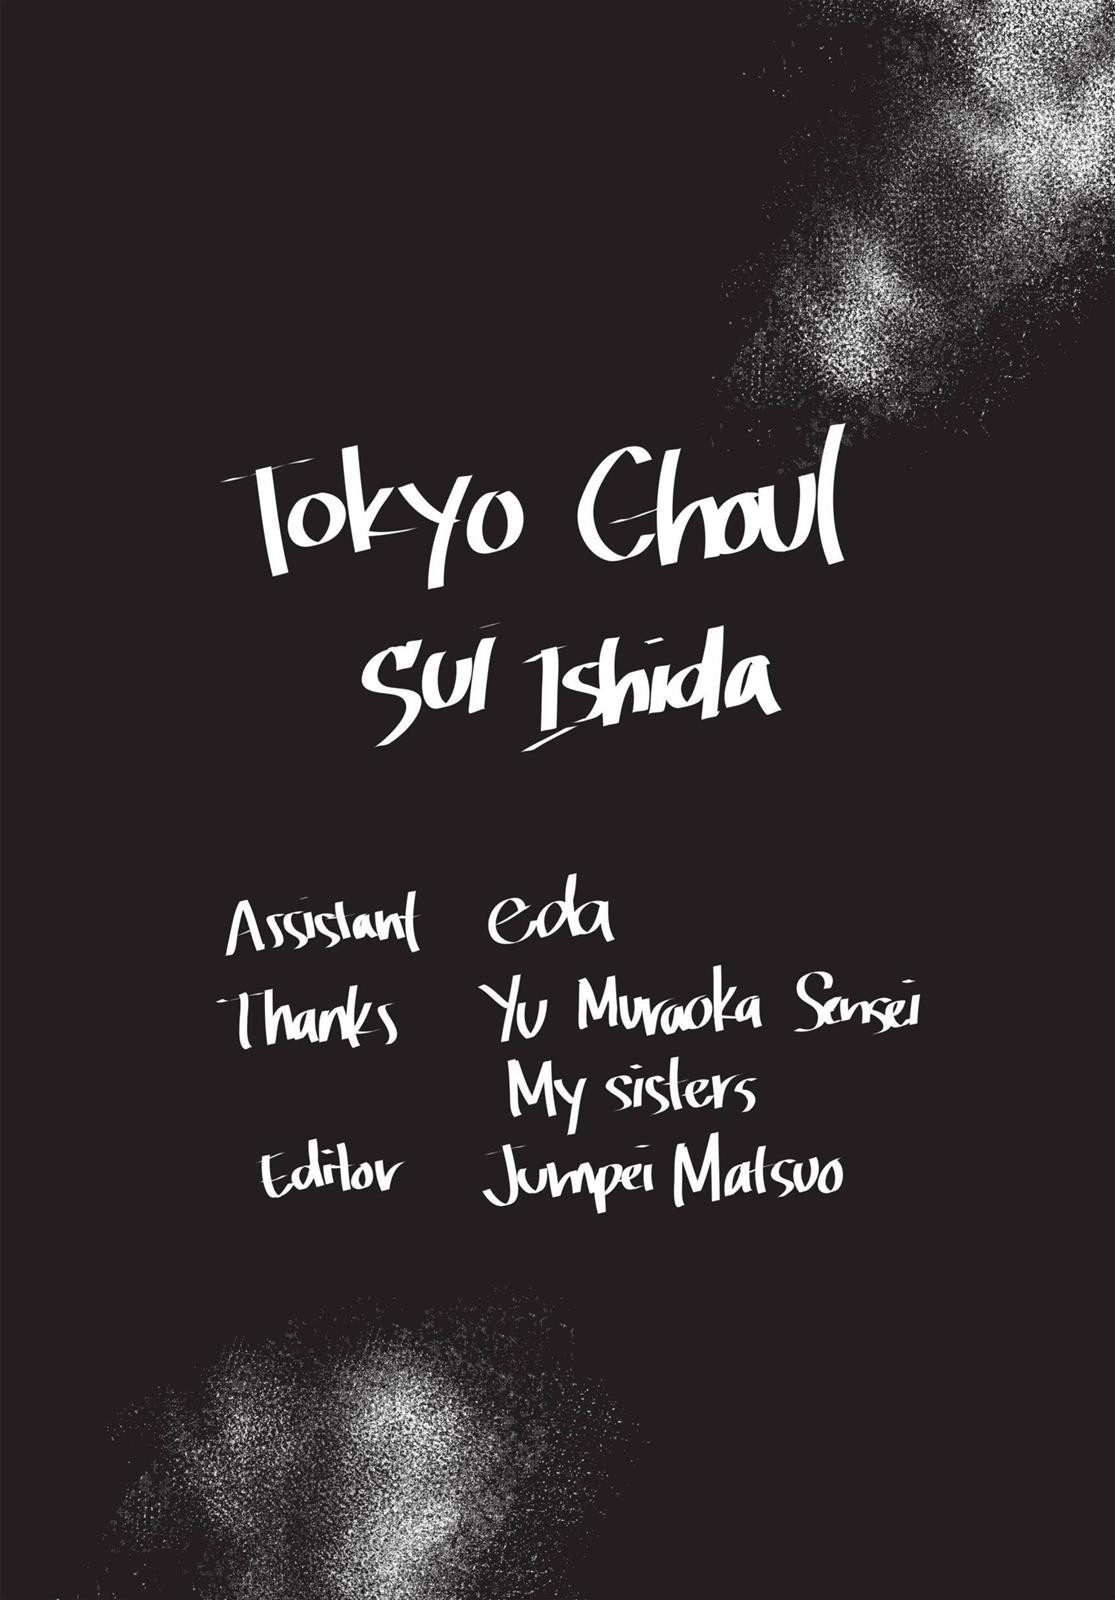 Tokyo Ghoul
Sui Ishida
Assistant eda
Thanks Yu Muraoka Sensei
My sisters
Editor Jumpei Matsuo